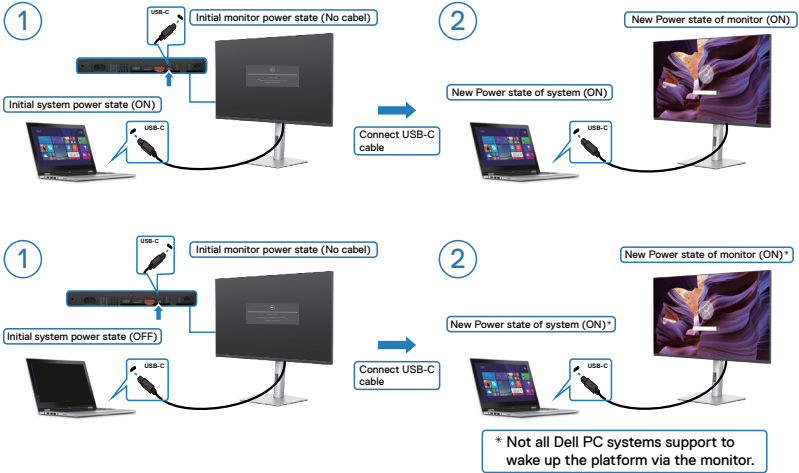 1
USB-C
Initial monitor power state (No cabel)
Initial system power state (ON)
USB-C
Connect USB-C
cable
2
New Power state of monitor (ON)
New Power state of system (ON)
USB-C
1
USB-C
Initial monitor power state (No cabel)
Initial system power state (OFF)
USB-C
Connect USB-C
cable
2
New Power state of monitor (ON)*
New Power state of system (ON)*
USB-C
* Not all Dell PC systems support to
wake up the platform via the monitor.